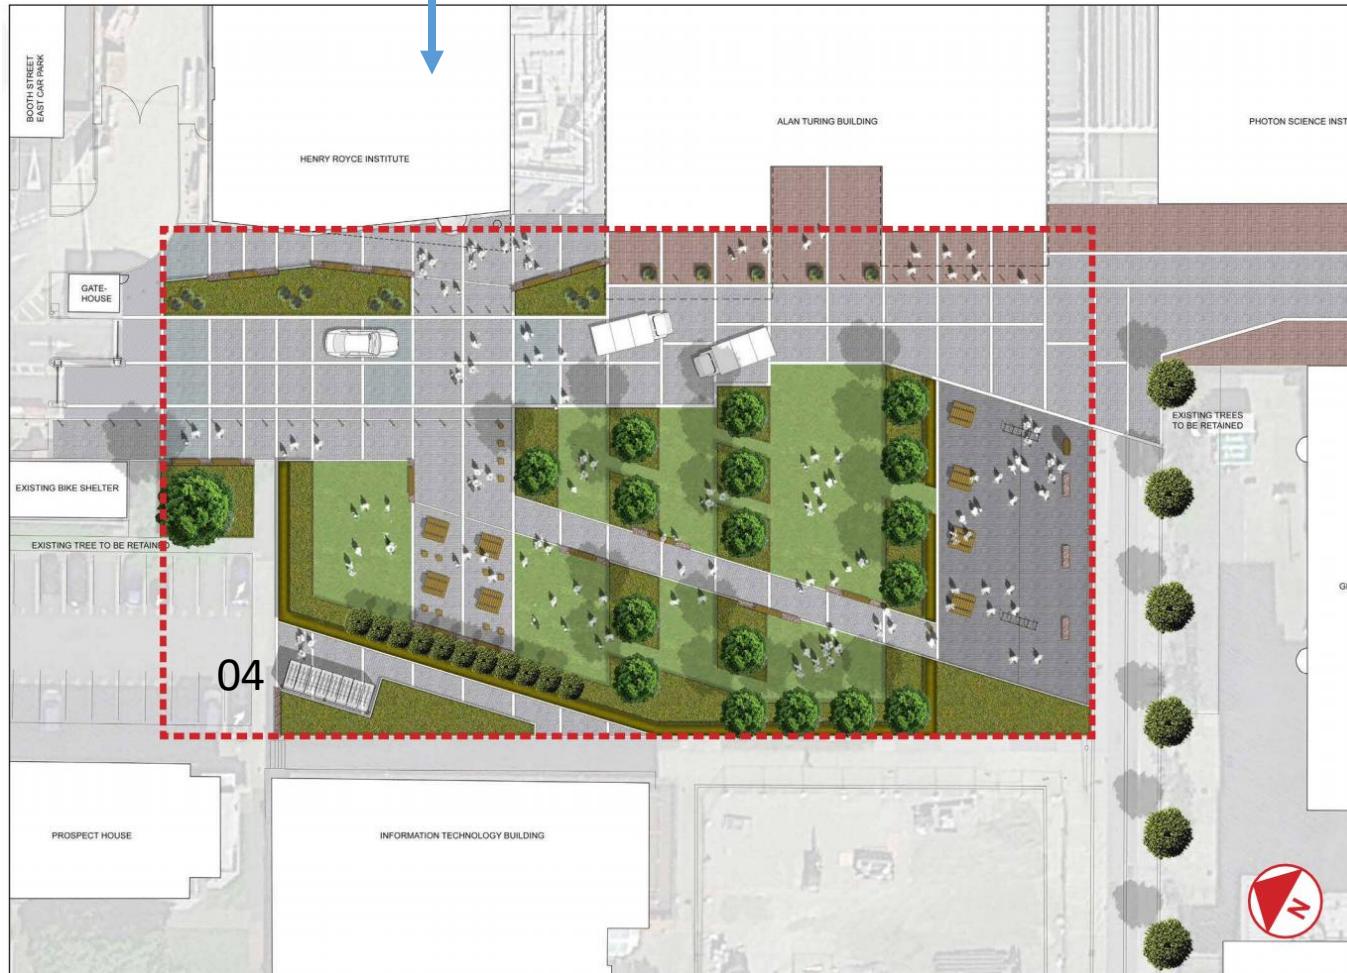 BOOTH STREET
EAST CAR PARK
HENRY ROYCE INSTITUTE
ALAN TURING BUILDING
PHOTON SCIENCE INST
GATE-
HOUSE
EXISTING TREES
TO BE RETAINED
EXISTING BIKE SHELTER
EXISTING TREE TO BE RETAINED
G
04
PROSPECT HOUSE
INFORMATION TECHNOLOGY BUILDING
N